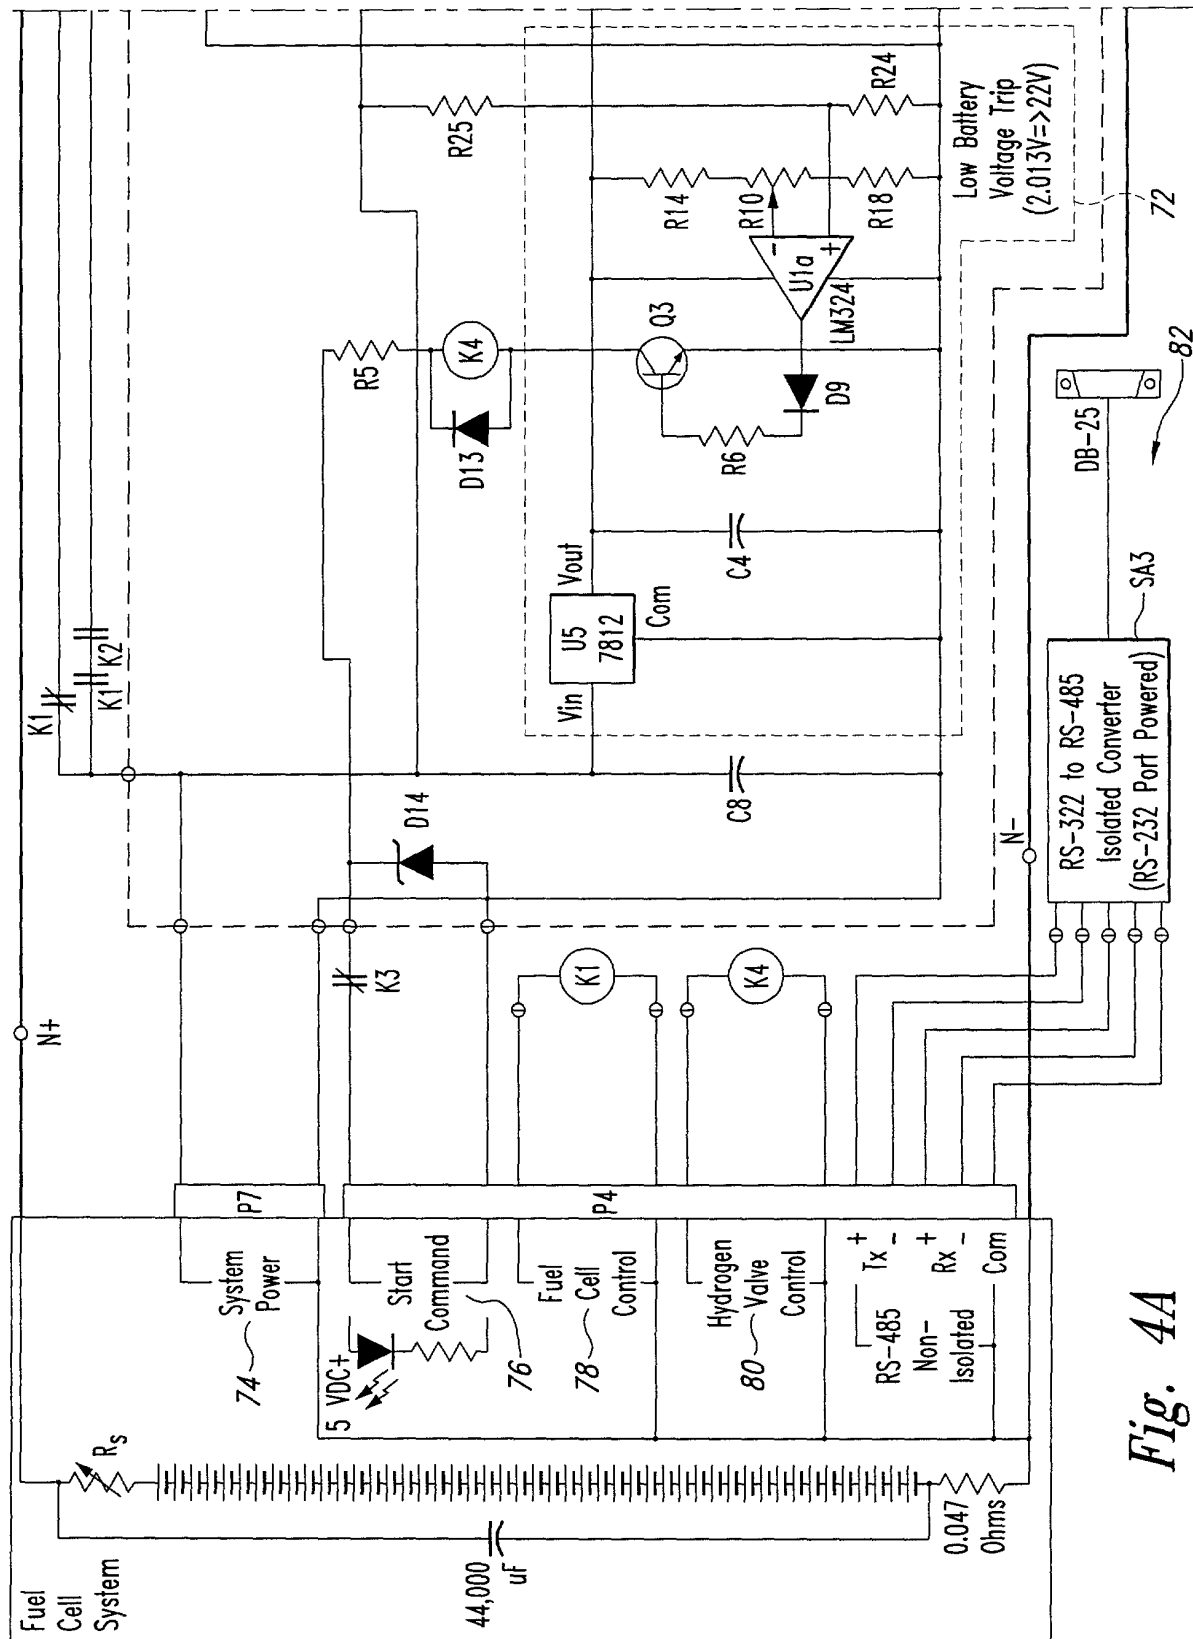 Fuel
Cell
System
44,000
uF
Rs
0.047
Ohms
5 VDC+
74
System
Power
76
Start
Command
78
Fuel
Cell
Control
80
Hydrogen
Valve
Control
RS-485
Non-
Isolated
Tx + -
Rx + -
Com
P7
P4
N+
K3
K1
K4
D14
N-
K1
K1
K2
C8
Vin
U5
7812
Vout
Com
C4
D13
K4
R5
R6
D9
Q3
U1a
- +
LM324
R25
R14
R10
R18
R24
Low Battery
Voltage Trip
(2.013V=>22V)
72
RS-322 to RS-485
Isolated Converter
(RS-232 Port Powered)
SA3
DB-25
82
Fig. 4A